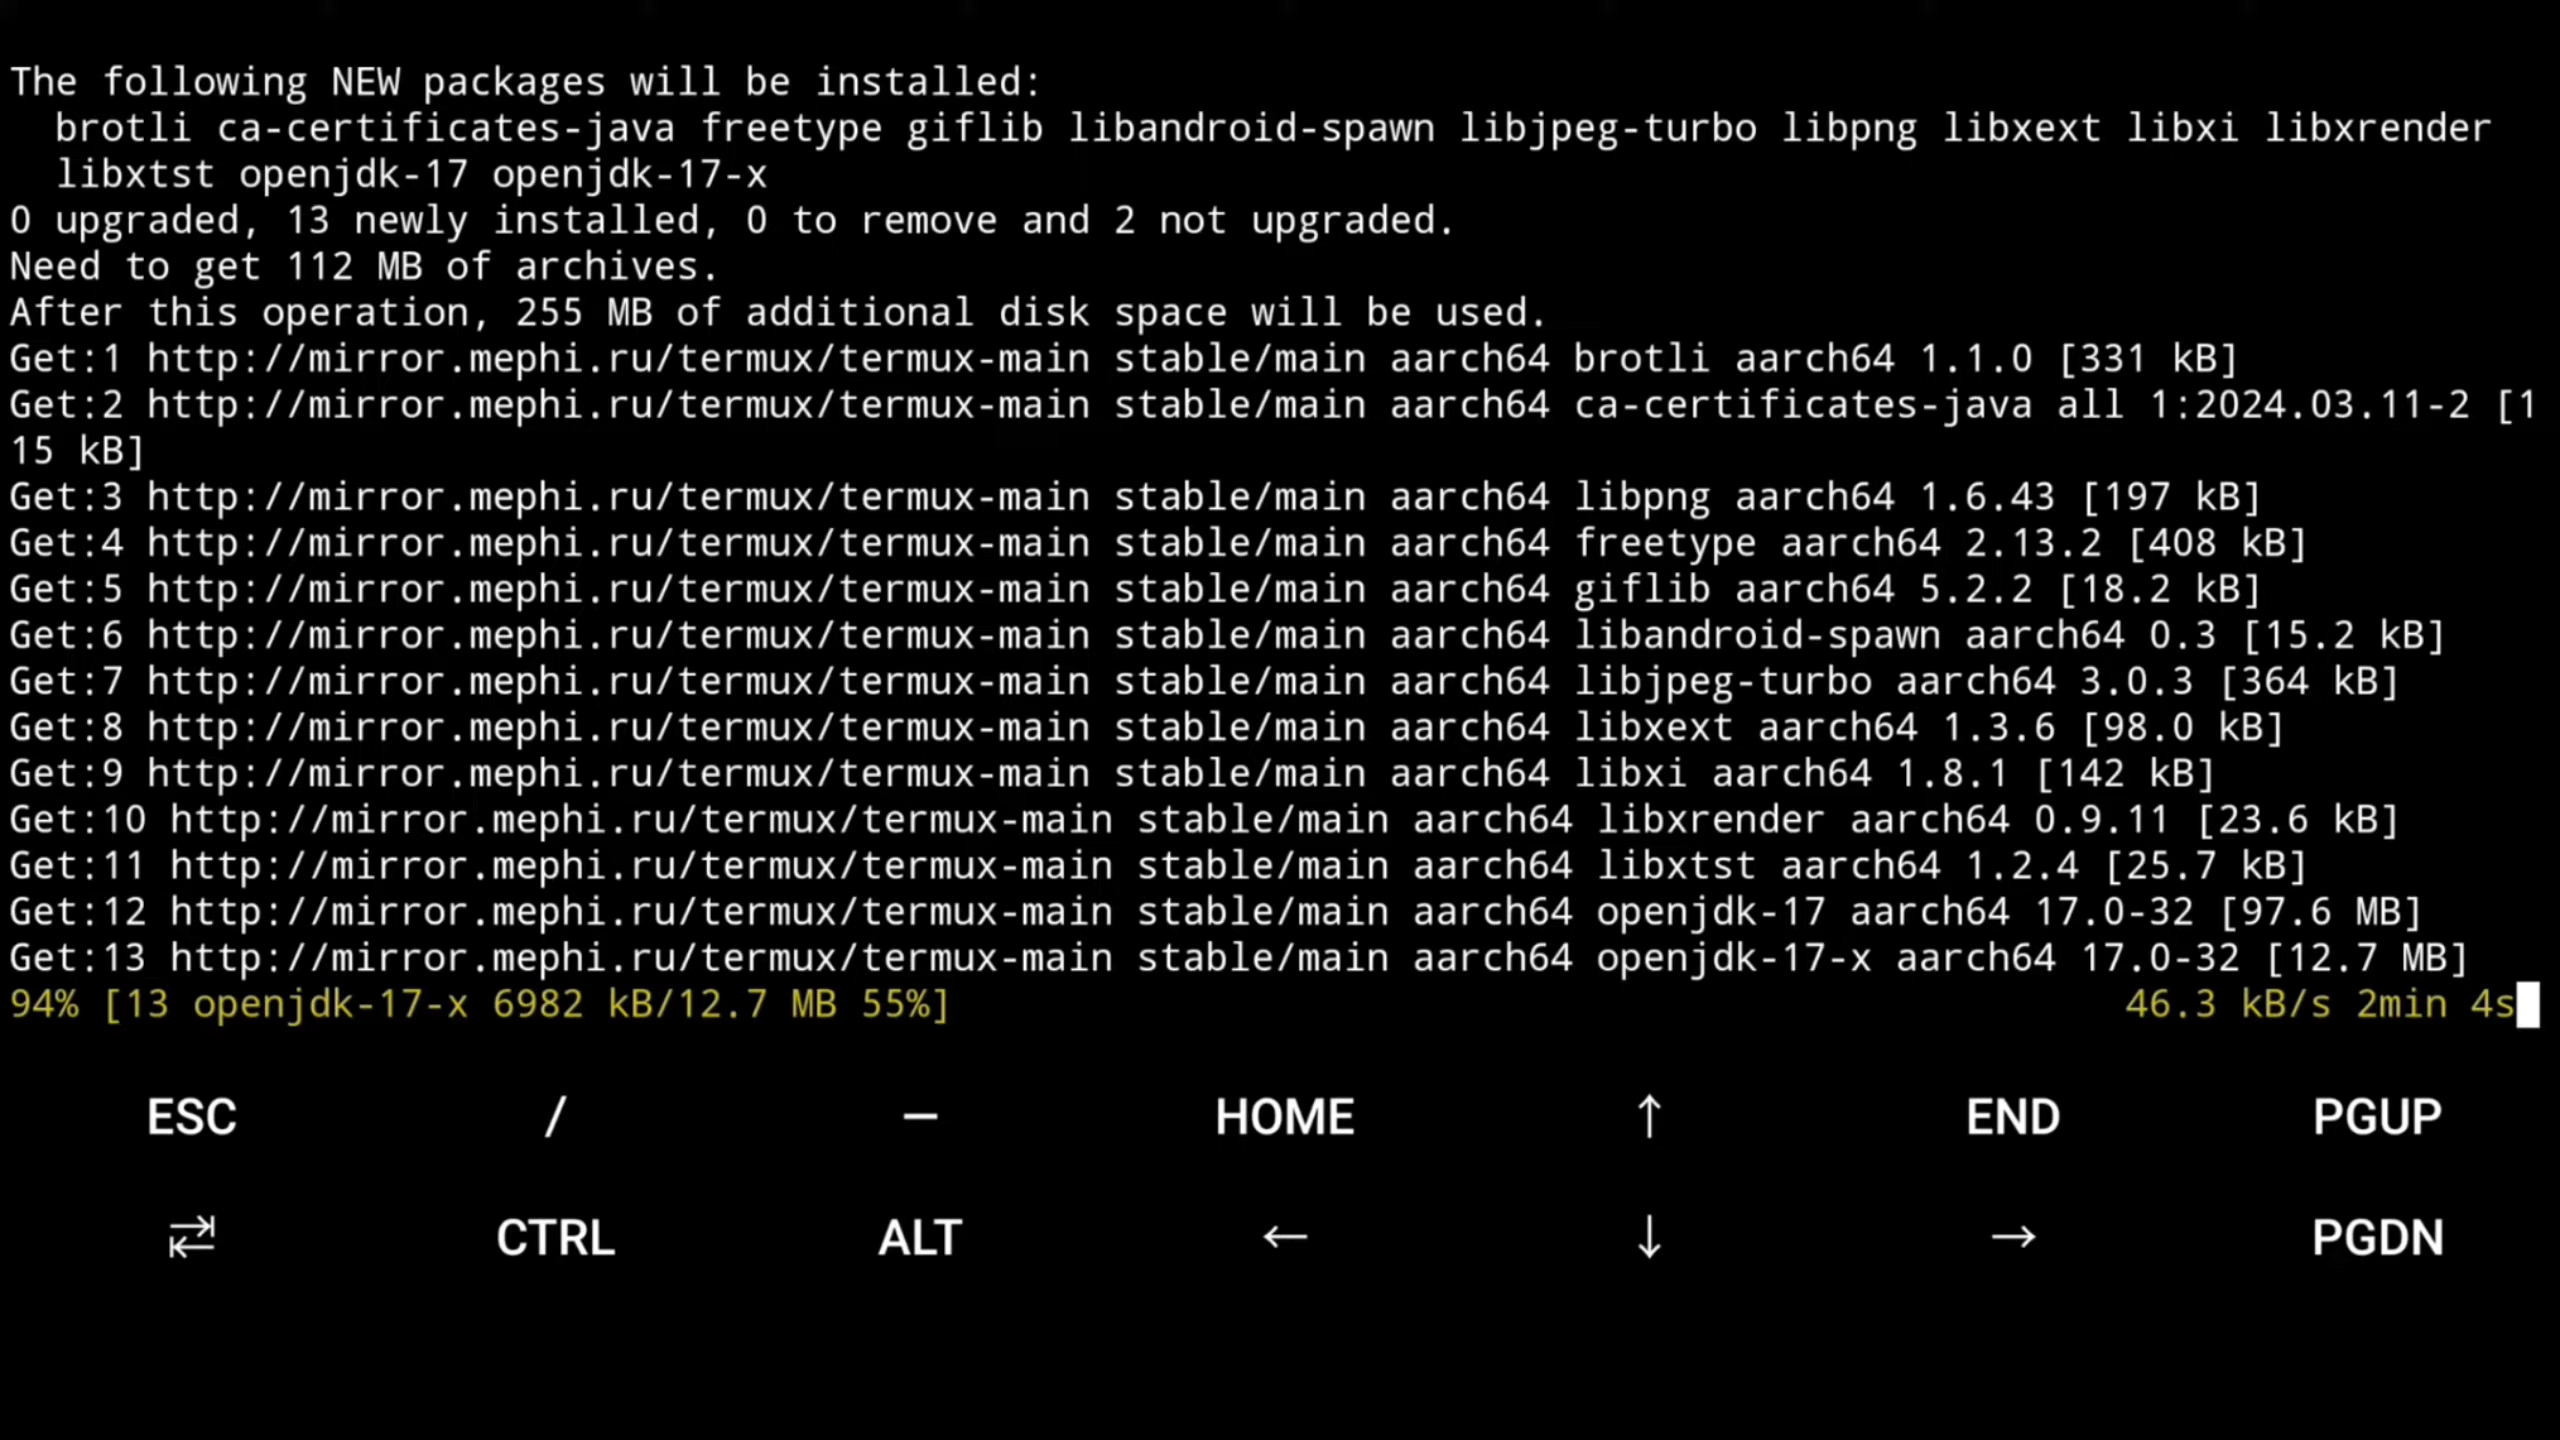 The following NEW packages will be installed:
  brotli ca-certificates-java freetype giflib libandroid-spawn libjpeg-turbo libpng libxext libxi libxrender
  libxtst openjdk-17 openjdk-17-x
0 upgraded, 13 newly installed, 0 to remove and 2 not upgraded.
Need to get 112 MB of archives.
After this operation, 255 MB of additional disk space will be used.
Get:1 http://mirror.mephi.ru/termux/termux-main stable/main aarch64 brotli aarch64 1.1.0 [331 kB]
Get:2 http://mirror.mephi.ru/termux/termux-main stable/main aarch64 ca-certificates-java all 1:2024.03.11-2 [1
15 kB]
Get:3 http://mirror.mephi.ru/termux/termux-main stable/main aarch64 libpng aarch64 1.6.43 [197 kB]
Get:4 http://mirror.mephi.ru/termux/termux-main stable/main aarch64 freetype aarch64 2.13.2 [408 kB]
Get:5 http://mirror.mephi.ru/termux/termux-main stable/main aarch64 giflib aarch64 5.2.2 [18.2 kB]
Get:6 http://mirror.mephi.ru/termux/termux-main stable/main aarch64 libandroid-spawn aarch64 0.3 [15.2 kB]
Get:7 http://mirror.mephi.ru/termux/termux-main stable/main aarch64 libjpeg-turbo aarch64 3.0.3 [364 kB]
Get:8 http://mirror.mephi.ru/termux/termux-main stable/main aarch64 libxext aarch64 1.3.6 [98.0 kB]
Get:9 http://mirror.mephi.ru/termux/termux-main stable/main aarch64 libxi aarch64 1.8.1 [142 kB]
Get:10 http://mirror.mephi.ru/termux/termux-main stable/main aarch64 libxrender aarch64 0.9.11 [23.6 kB]
Get:11 http://mirror.mephi.ru/termux/termux-main stable/main aarch64 libxtst aarch64 1.2.4 [25.7 kB]
Get:12 http://mirror.mephi.ru/termux/termux-main stable/main aarch64 openjdk-17 aarch64 17.0-32 [97.6 MB]
Get:13 http://mirror.mephi.ru/termux/termux-main stable/main aarch64 openjdk-17-x aarch64 17.0-32 [12.7 MB]
94% [13 openjdk-17-x 6982 kB/12.7 MB 55%] 46.3 kB/s 2min 4s
ESC / — HOME ↑ END PGUP
⇄ CTRL ALT ← ↓ → PGDN